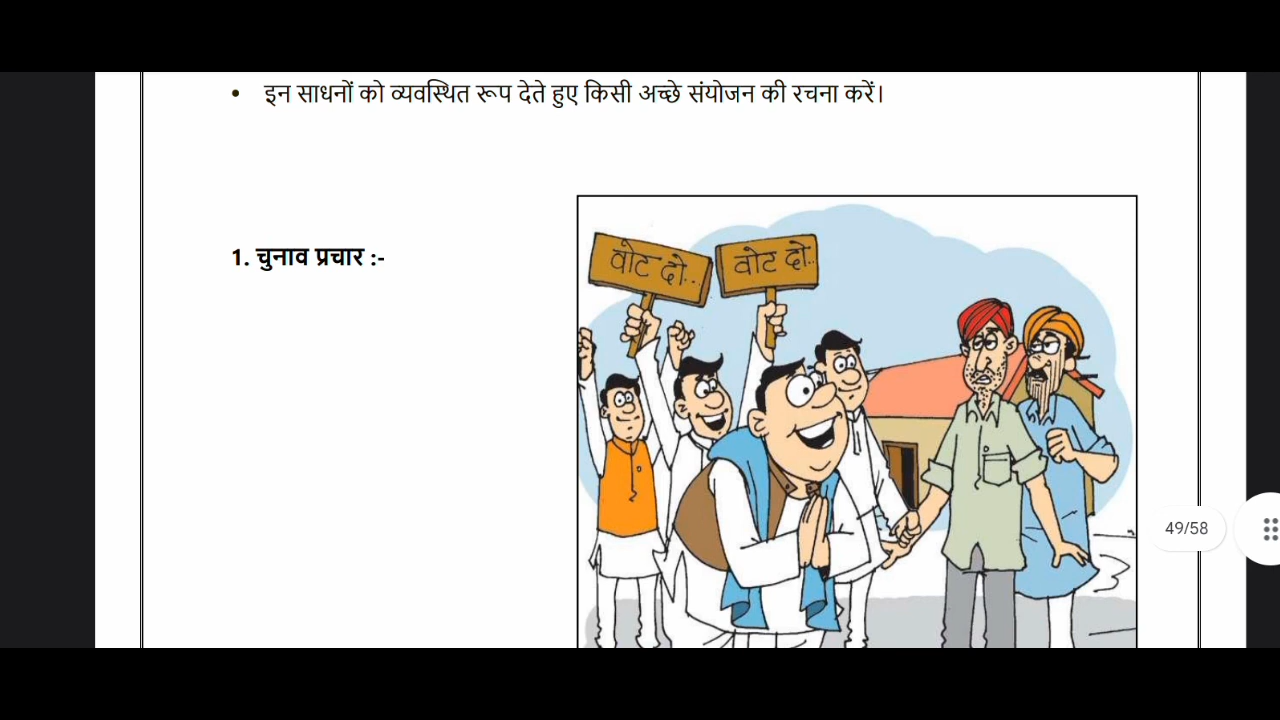 • इन साधनों को व्यवस्थित रूप देते हुए किसी अच्छे संयोजन की रचना करें।
1. चुनाव प्रचार :-
वोट दो...
वोट दो..
49/58